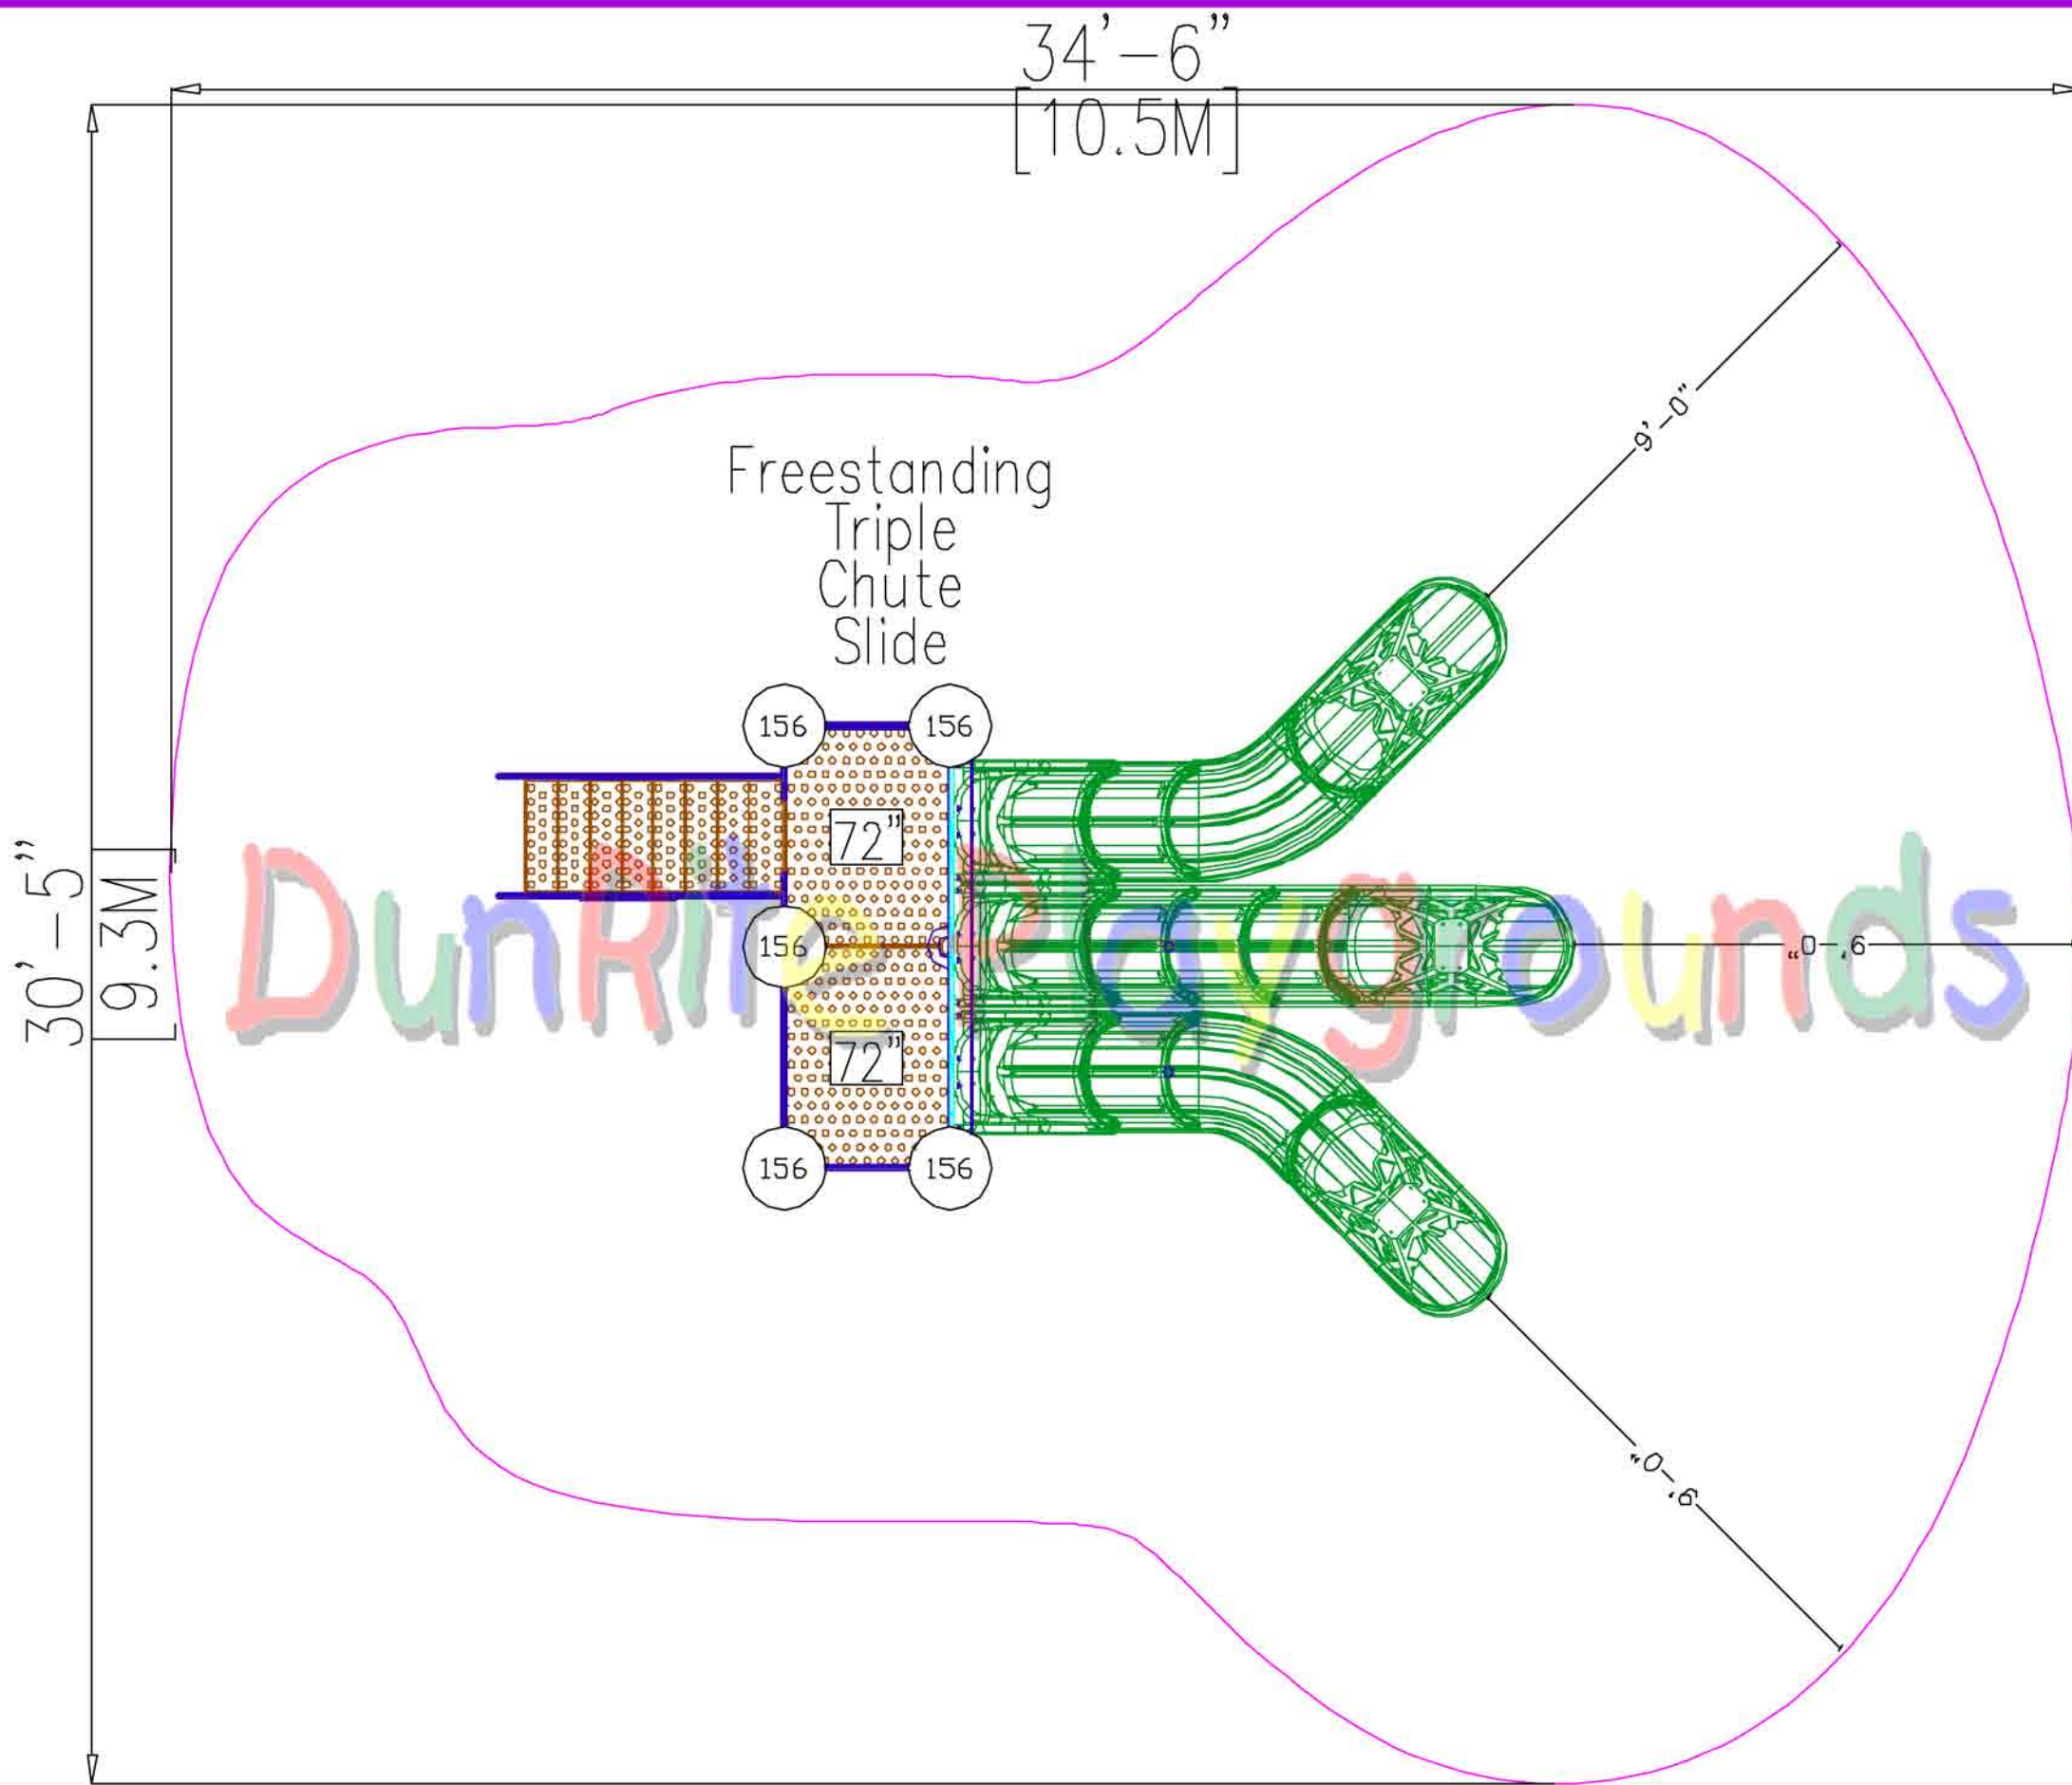 34'-6"
[10.5M]
30'-5"
[9.3M]
9'-0"
Freestanding
Triple
Chute
Slide
156
156
72"
DunRite Playgrounds
156
9'-0"
72"
156
156
9'-0"